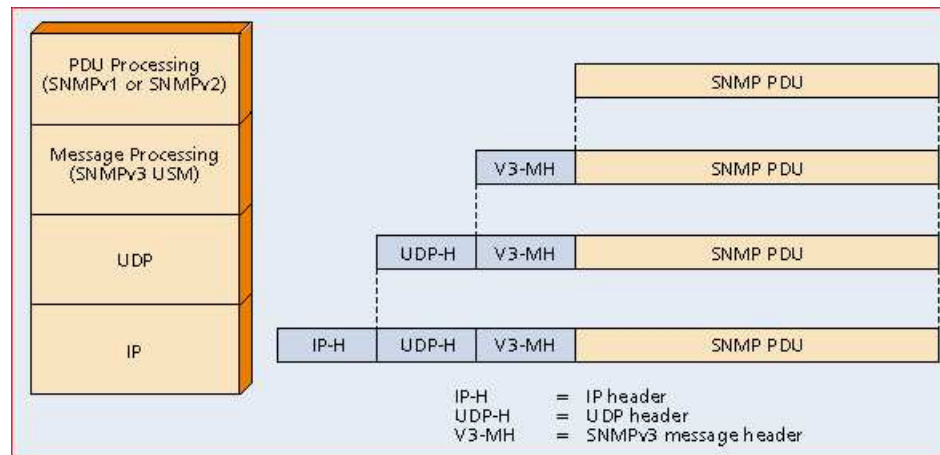 PDU Processing
(SNMPv1 or SNMPv2)
SNMP PDU
Message Processing
(SNMPv3 USM)
V3-MH
SNMP PDU
UDP
UDP-H
V3-MH
SNMP PDU
IP
IP-H
UDP-H
V3-MH
SNMP PDU
IP-H = IP header
UDP-H = UDP header
V3-MH = SNMPv3 message header